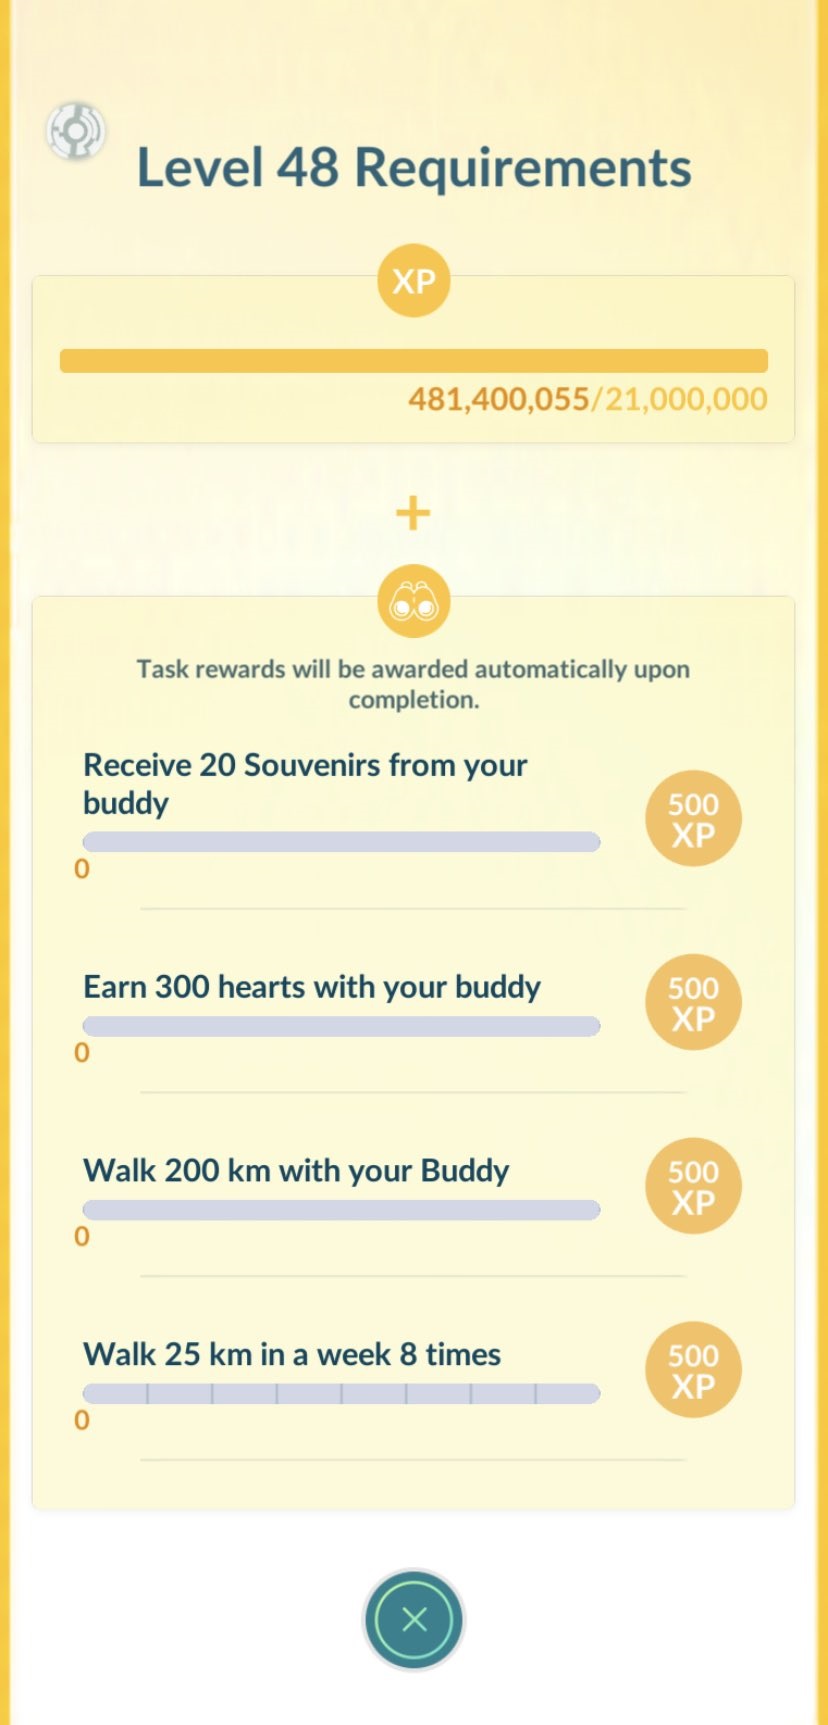 Level 48 Requirements
XP
481,400,055/21,000,000
+
Task rewards will be awarded automatically upon
completion.
Receive 20 Souvenirs from your
buddy
500
XP
0
Earn 300 hearts with your buddy
500
XP
0
Walk 200 km with your Buddy
500
XP
0
Walk 25 km in a week 8 times
500
XP
0